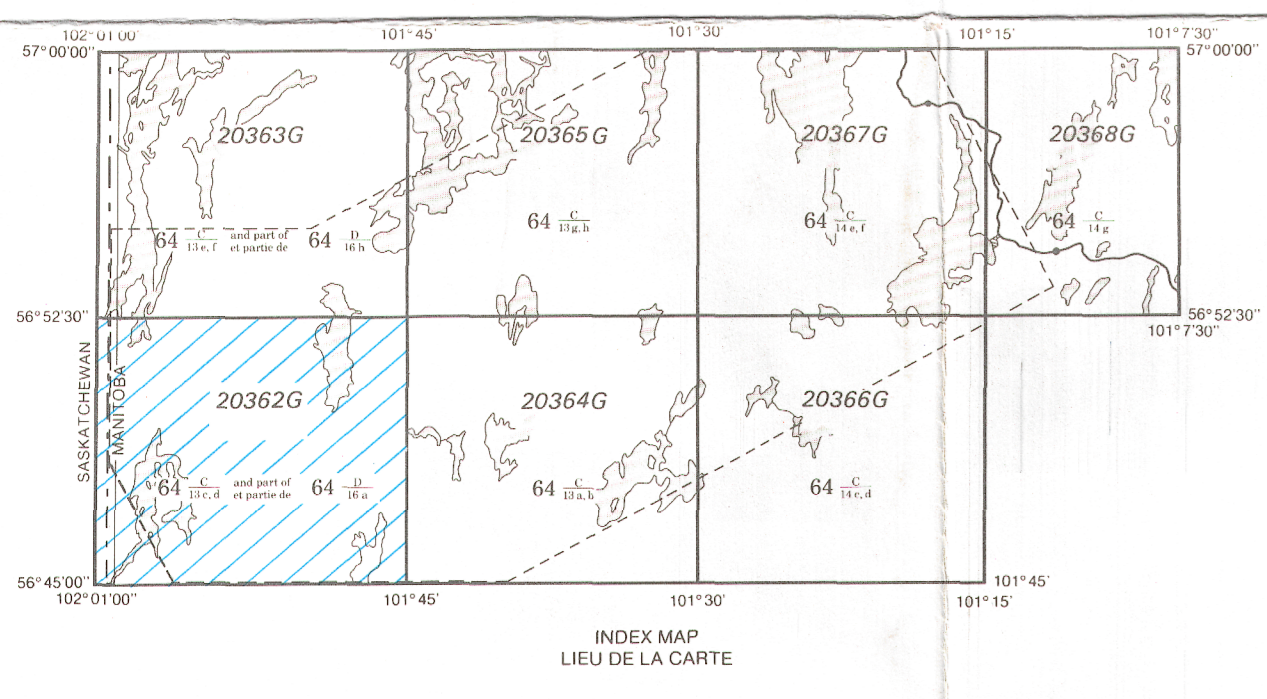 102°01'00" 101°45' 101°30' 101°15' 101°7'30"
57°00'00" 57°00'00"
20363G 20365G 20367G 20368G
64 C/13 e, f and part of et partie de 64 D/16 h
64 C/13 g, h
64 C/14 e, f
64 C/14 g
56°52'30" 56°52'30"
101°7'30"
SASKATCHEWAN
MANITOBA
20362G 20364G 20366G
64 C/13 c, d and part of et partie de 64 D/16 a
64 C/13 a, b
64 C/14 c, d
56°45'00" 101°45'
102°01'00" 101°45' 101°30' 101°15'
INDEX MAP
LIEU DE LA CARTE